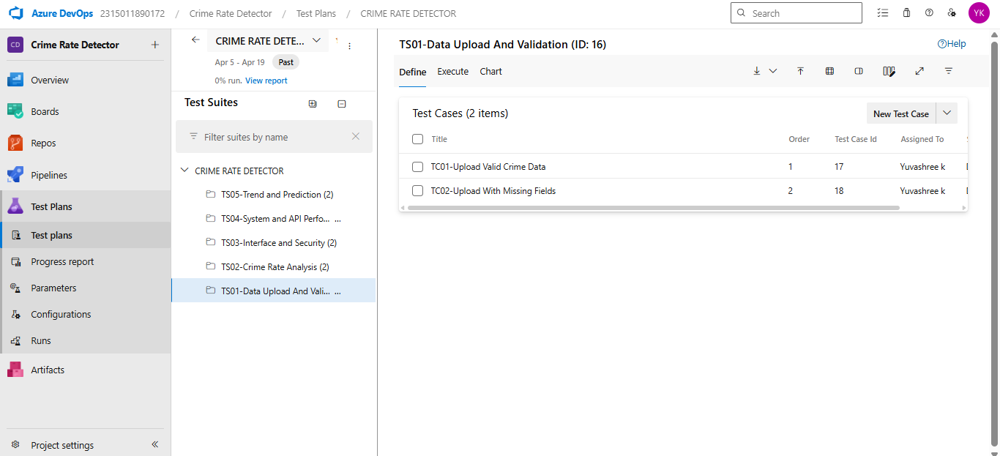 Azure DevOps 2315011890172 / Crime Rate Detector / Test Plans / CRIME RATE DETECTOR
Search
YK
CD Crime Rate Detector
Overview
Boards
Repos
Pipelines
Test Plans
Test plans
Progress report
Parameters
Configurations
Runs
Artifacts
Project settings
CRIME RATE DETE...
Apr 5 - Apr 19 Past
0% run. View report
Test Suites
Filter suites by name
CRIME RATE DETECTOR
TS05-Trend and Prediction (2)
TS04-System and API Perfo... ...
TS03-Interface and Security (2)
TS02-Crime Rate Analysis (2)
TS01-Data Upload And Vali... ...
TS01-Data Upload And Validation (ID: 16)
Help
Define Execute Chart
Test Cases (2 items)
New Test Case
Title Order Test Case Id Assigned To
TC01-Upload Valid Crime Data 1 17 Yuvashree k
TC02-Upload With Missing Fields 2 18 Yuvashree k